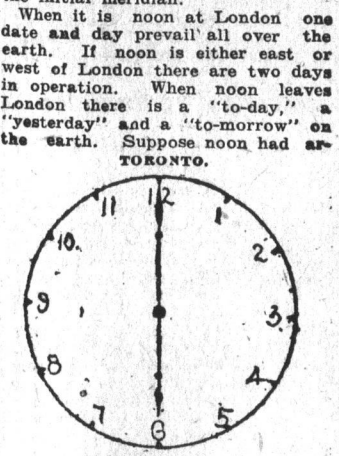 the initial meridian.
When it is noon at London one
date and day prevail all over the
earth. If noon is either east or
west of London there are two days
in operation. When noon leaves
London there is a "to-day," a
"yesterday" and a "to-morrow" on
the earth. Suppose noon had ar-
TORONTO.
12
11
1
10
2
9
3
8
4
7
5
6